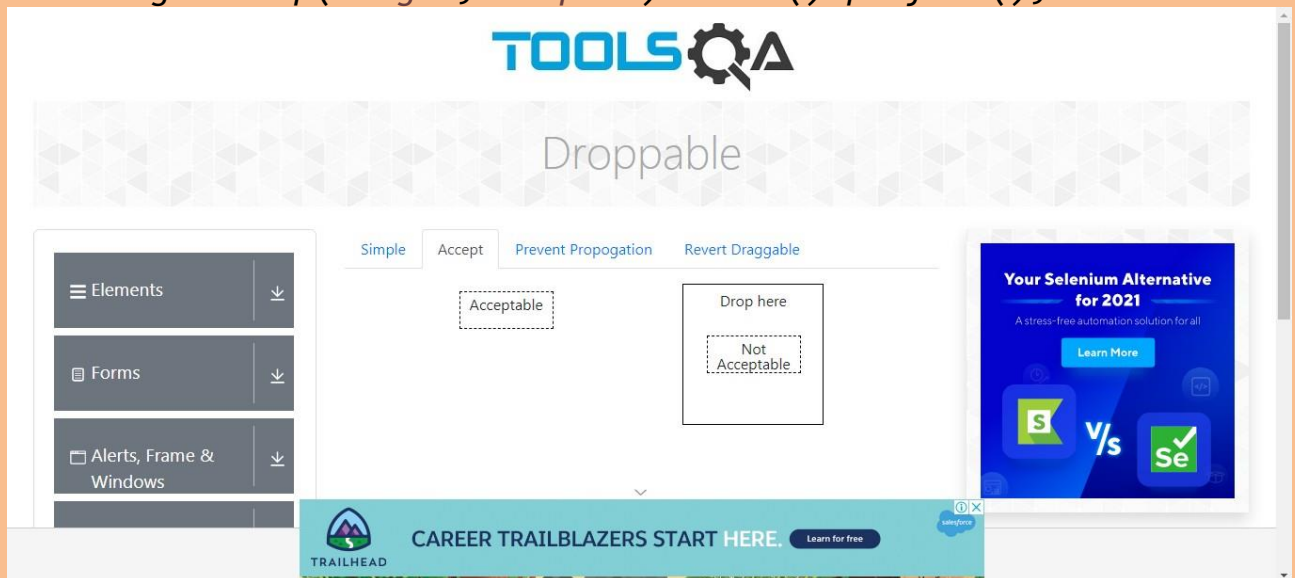 TOOLSQA
Droppable
Simple Accept Prevent Propogation Revert Draggable
Elements
Forms
Alerts, Frame &
Windows
Acceptable
Drop here
Not
Acceptable
Your Selenium Alternative
for 2021
A stress-free automation solution for all
Learn More
S
V/s
Se
TRAILHEAD
CAREER TRAILBLAZERS START HERE.
Learn for free
salesforce